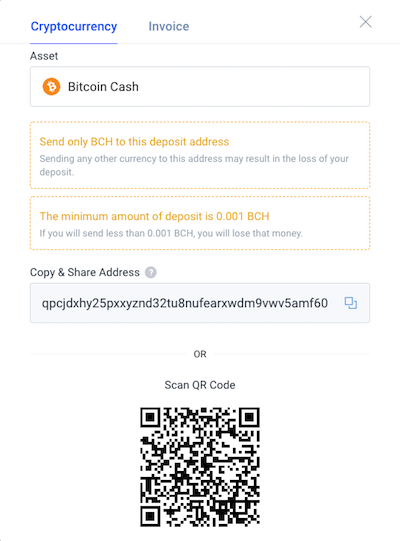 Cryptocurrency Invoice
Asset
Bitcoin Cash
Send only BCH to this deposit address
Sending any other currency to this address may result in the loss of your
deposit.
The minimum amount of deposit is 0.001 BCH
If you will send less than 0.001 BCH, you will lose that money.
Copy & Share Address ?
qpcjdxhy25pxxyznd32tu8nufearxwdm9vwv5amf60
OR
Scan QR Code